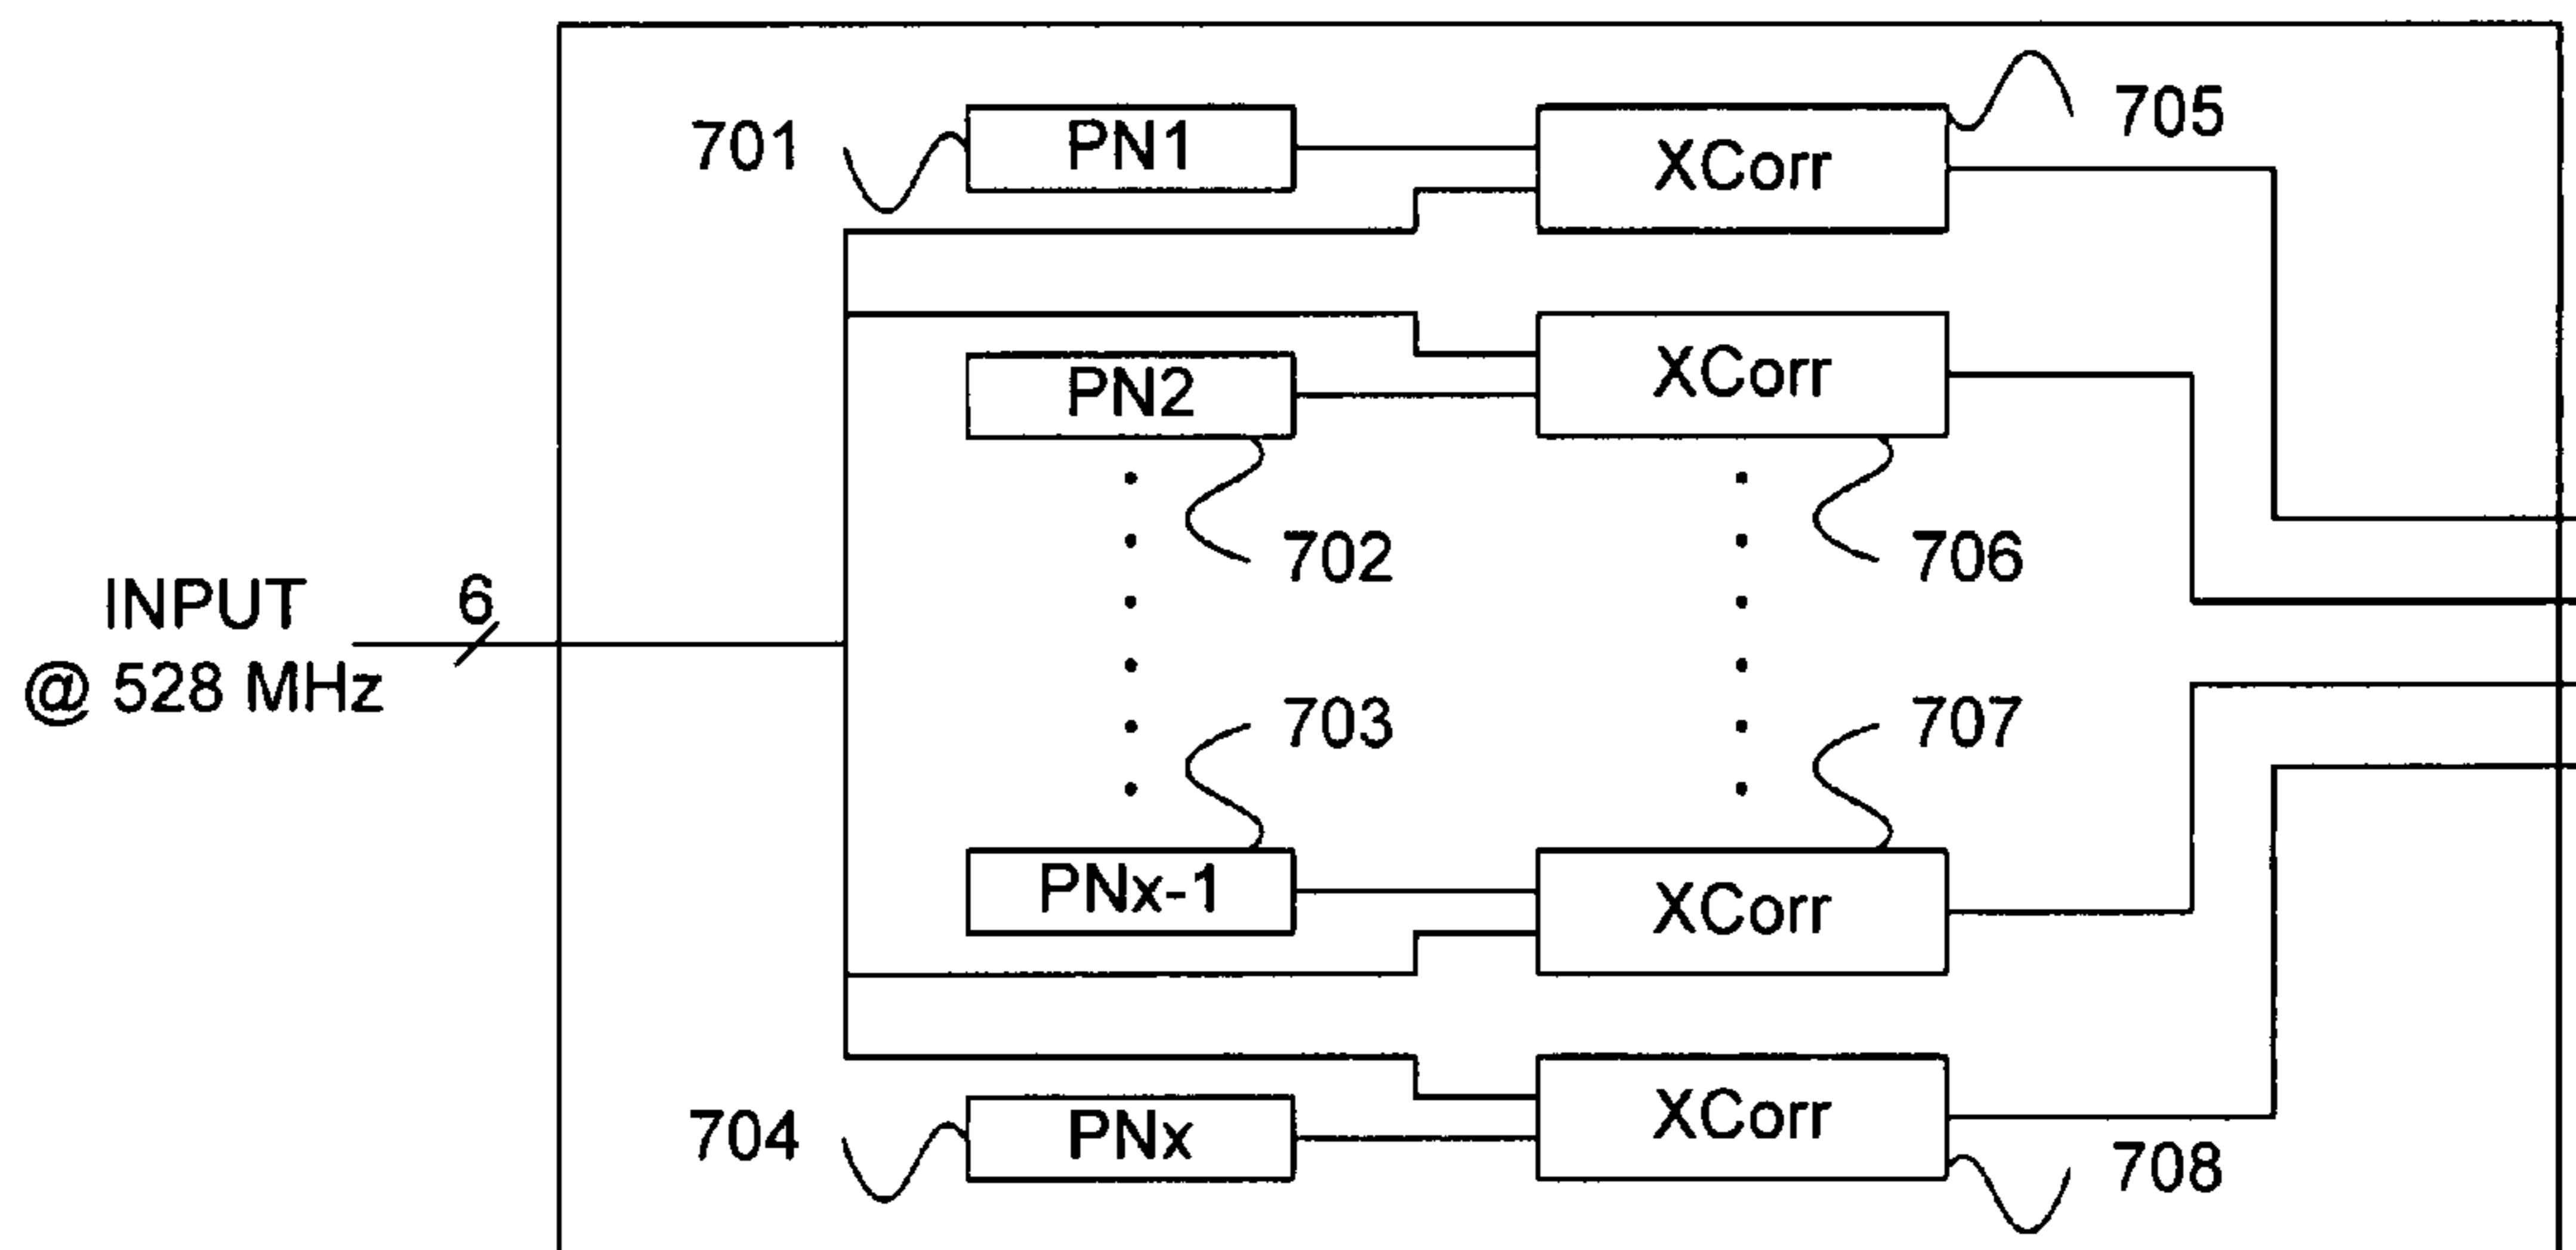 705
701
PN1
XCorr
PN2
XCorr
702
706
6
INPUT
@ 528 MHz
703
707
PNx-1
XCorr
704
PNx
XCorr
708